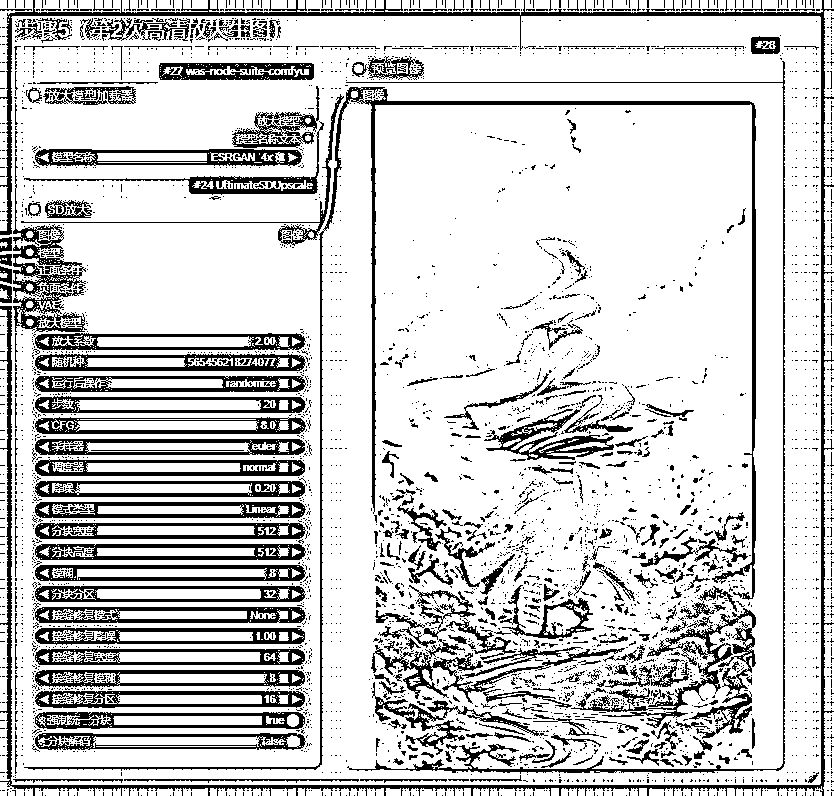 步骤5（第2次高清放大生图）
#28
#27 was-node-suite-comfyui
预览图像
放大模型加载器
图像
放大模型
模型名称文本
模型名称
ESRGAN_4x
#24 UltimateSDUpscale
SD放大
图像 图像
模型
正面条件
负面条件
VAE
放大模型
放大系数 2.00
随机种 565456218274077
运行后操作 randomize
步数 20
CFG 8.0
采样器 euler
调度器 normal
降噪 0.20
模式类型 Linear
分块宽度 512
分块高度 512
模糊 8
分块分区 32
接缝修复模式 None
接缝修复降噪 1.00
接缝修复宽度 64
接缝修复模糊 8
接缝修复分区 16
强制统一分块 true
分块解码 false